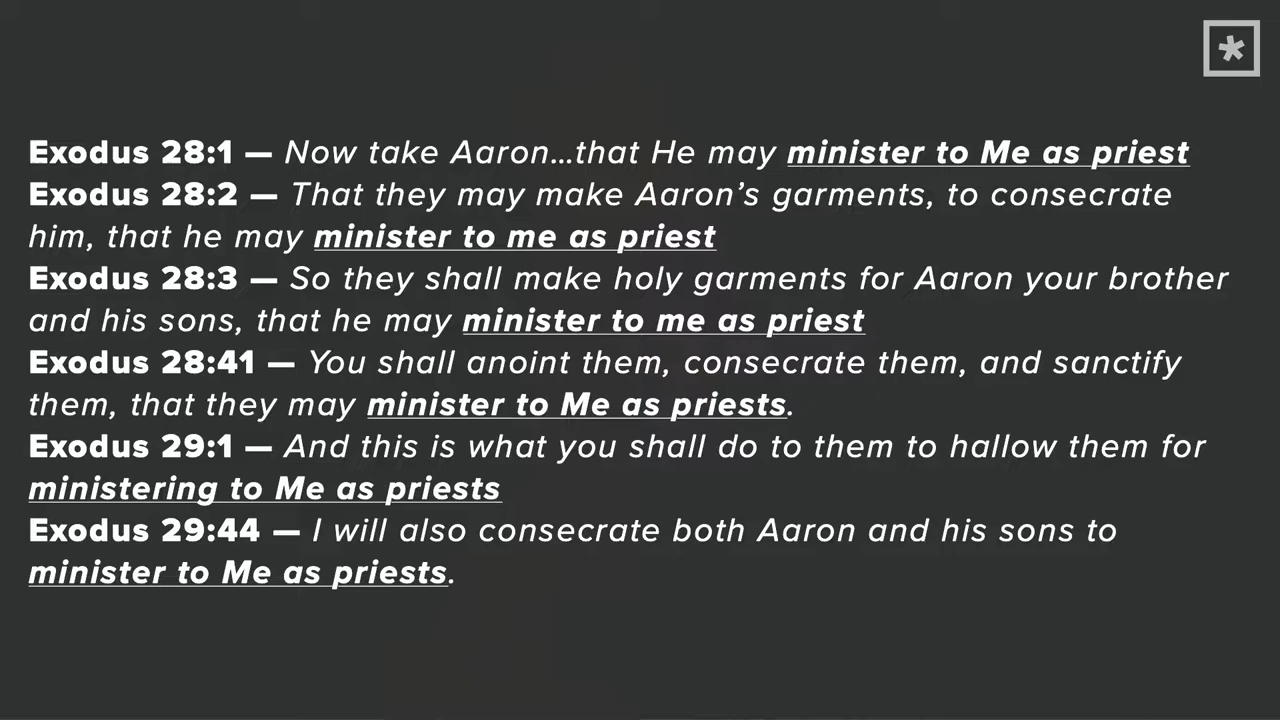 Exodus 28:1 — Now take Aaron...that He may minister to Me as priest
Exodus 28:2 — That they may make Aaron’s garments, to consecrate
him, that he may minister to me as priest
Exodus 28:3 — So they shall make holy garments for Aaron your brother
and his sons, that he may minister to me as priest
Exodus 28:41 — You shall anoint them, consecrate them, and sanctify
them, that they may minister to Me as priests.
Exodus 29:1 — And this is what you shall do to them to hallow them for
ministering to Me as priests
Exodus 29:44 — I will also consecrate both Aaron and his sons to
minister to Me as priests.